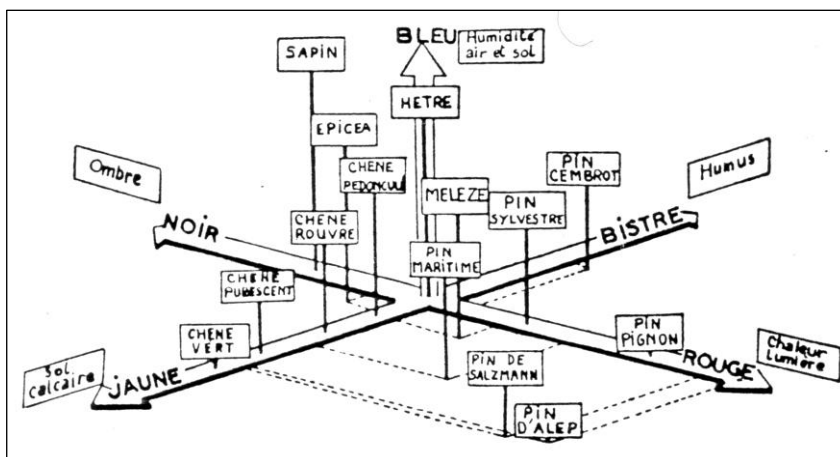 BLEU
Humidité
air et sol
SAPIN
HETRE
EPICEA
Ombre
CHENE
PEDONCUL
PIN
CEMBROT
Humus
MELEZE
PIN
SYLVESTRE
NOIR
CHENE
ROUVRE
BISTRE
PIN
MARITIME
CHENE
PUBESCENT
CHENE
VERT
PIN
PIGNON
Chaleur
Lumière
Sol
calcaire
JAUNE
PIN DE
SALZMANN
ROUGE
PIN
D'ALEP